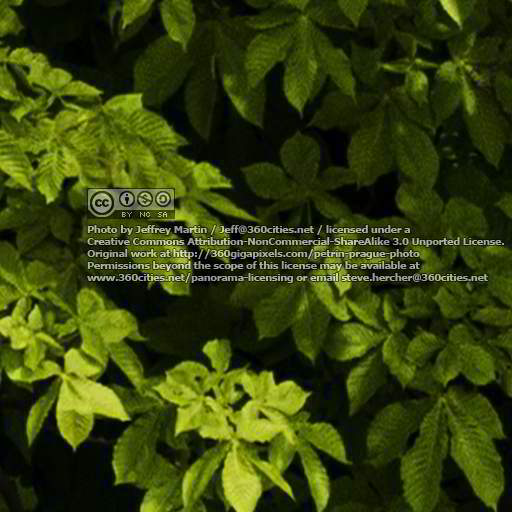 cc BY NC SA
Photo by Jeffrey Martin / Jeff@360cities.net / licensed under a
Creative Commons Attribution-NonCommercial-ShareAlike 3.0 Unported License.
Original work at http://360gigapixels.com/petrin-prague-photo
Permissions beyond the scope of this license may be available at
www.360cities.net/panorama-licensing or email steve.hercher@360cities.net